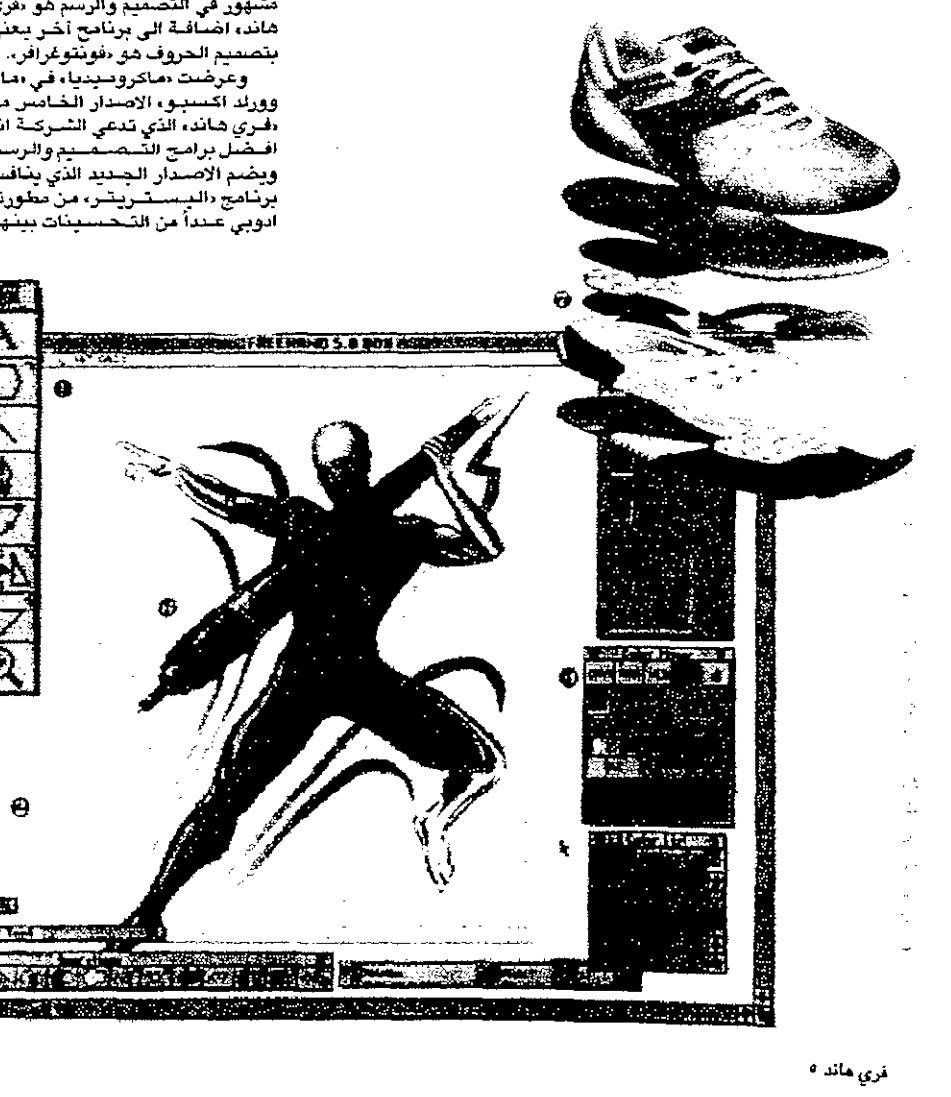 مشهور في التصميم والرسم هو «فري
هاند» اضافة الى برنامج آخر يعنى
بتصميم الحروف هو «فونتوغرافر».
وعرضت «ماكروميديا» في «ماك
وورلد اكسبو» الاصدار الخامس من
«فري هاند» الذي تدعي الشركة انه
افضل برامج التصميم والرسم
ويضم الاصدار الجديد الذي ينافس
برنامج «اليستريتر» من مطورته
ادوبي عدداً من التحسينات بينها
FREEHAND 5.0 BOX
فري هاند ٥